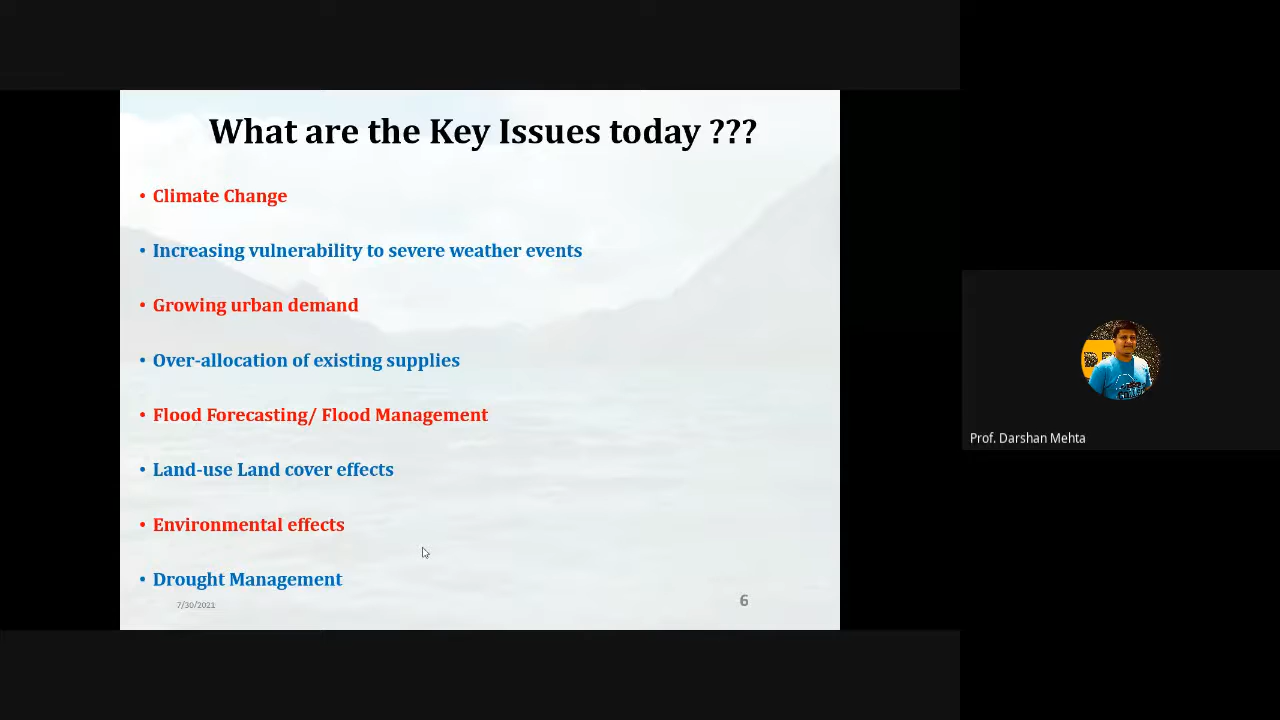 What are the Key Issues today ???
• Climate Change
• Increasing vulnerability to severe weather events
• Growing urban demand
• Over-allocation of existing supplies
• Flood Forecasting/ Flood Management
• Land-use Land cover effects
• Environmental effects
• Drought Management
7/30/2021
6
Prof. Darshan Mehta